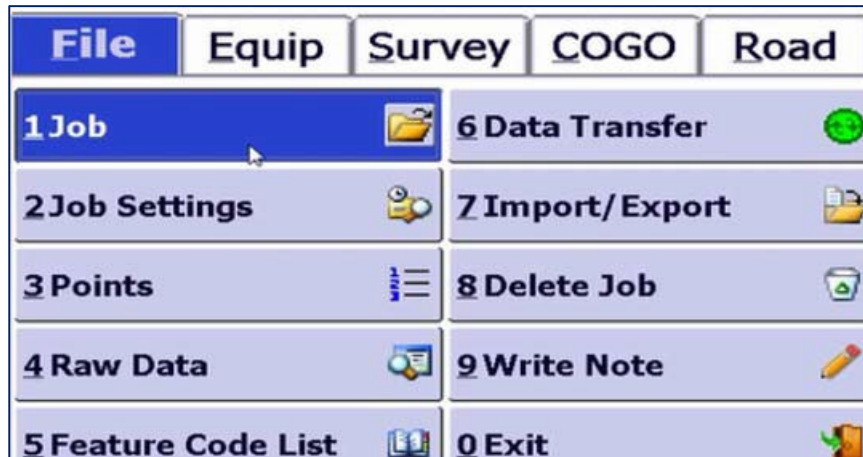 File Equip Survey COGO Road
1 Job
6 Data Transfer
2 Job Settings
7 Import/Export
3 Points
8 Delete Job
4 Raw Data
9 Write Note
5 Feature Code List
0 Exit